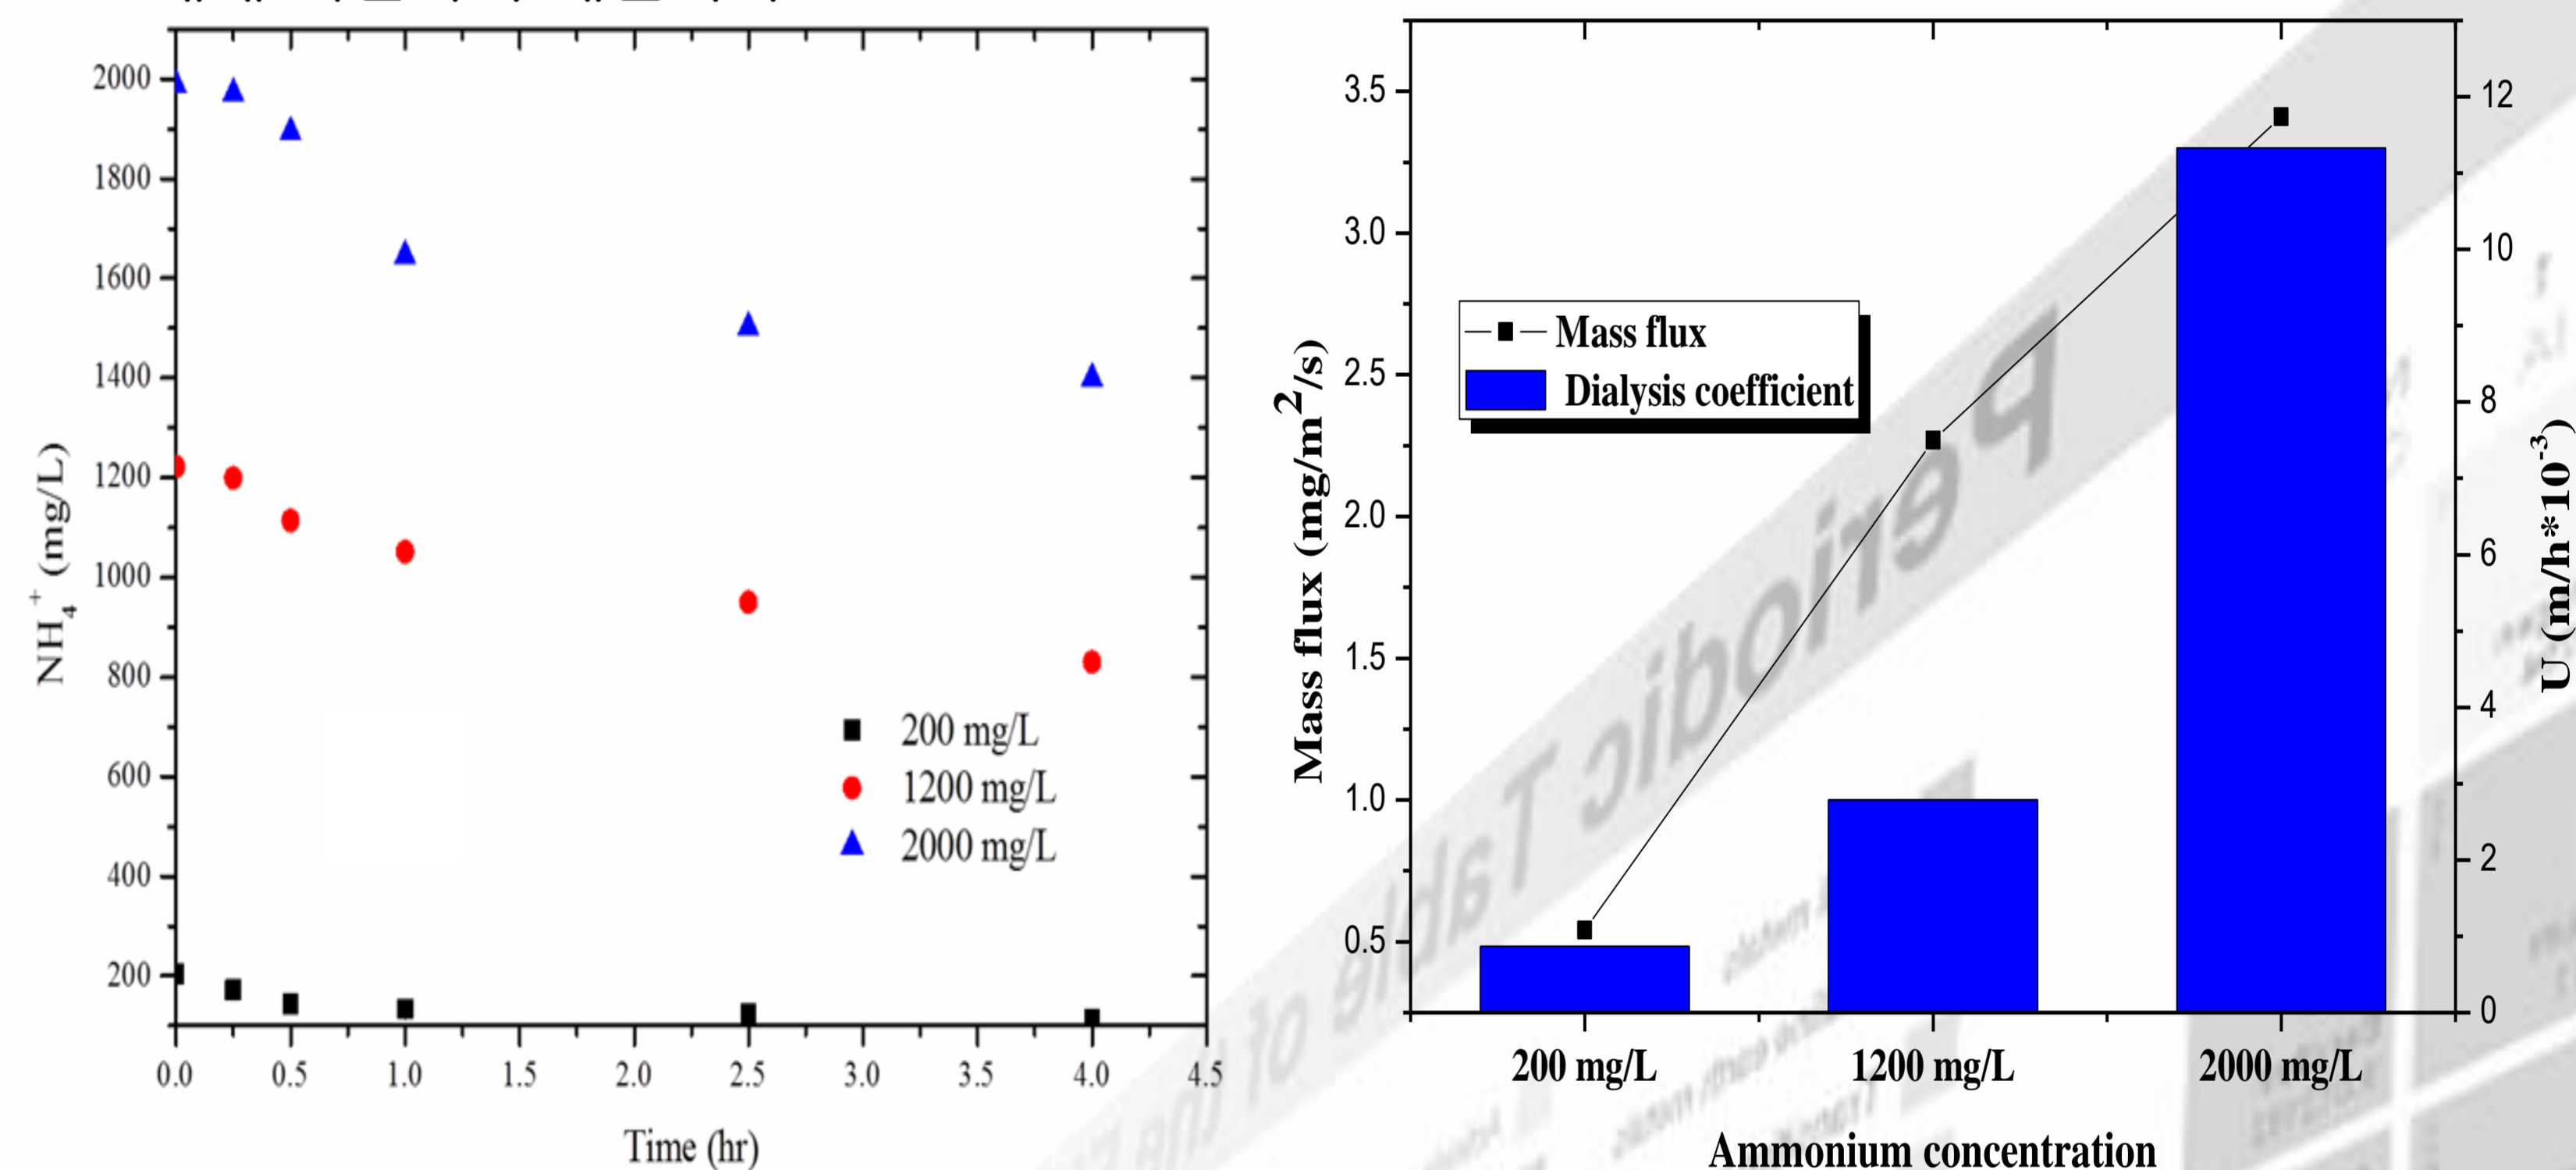 2000
1800
1600
1400
1200
1000
800
600
400
200
NH₄⁺ (mg/L)
200 mg/L
1200 mg/L
2000 mg/L
0.0 0.5 1.0 1.5 2.0 2.5 3.0 3.5 4.0 4.5
Time (hr)
3.5
3.0
2.5
2.0
1.5
1.0
0.5
Mass flux (mg/m²/s)
Mass flux
Dialysis coefficient
12
10
8
6
4
2
0
U (m/h*10⁻³)
200 mg/L 1200 mg/L 2000 mg/L
Ammonium concentration
Periodic Table of the